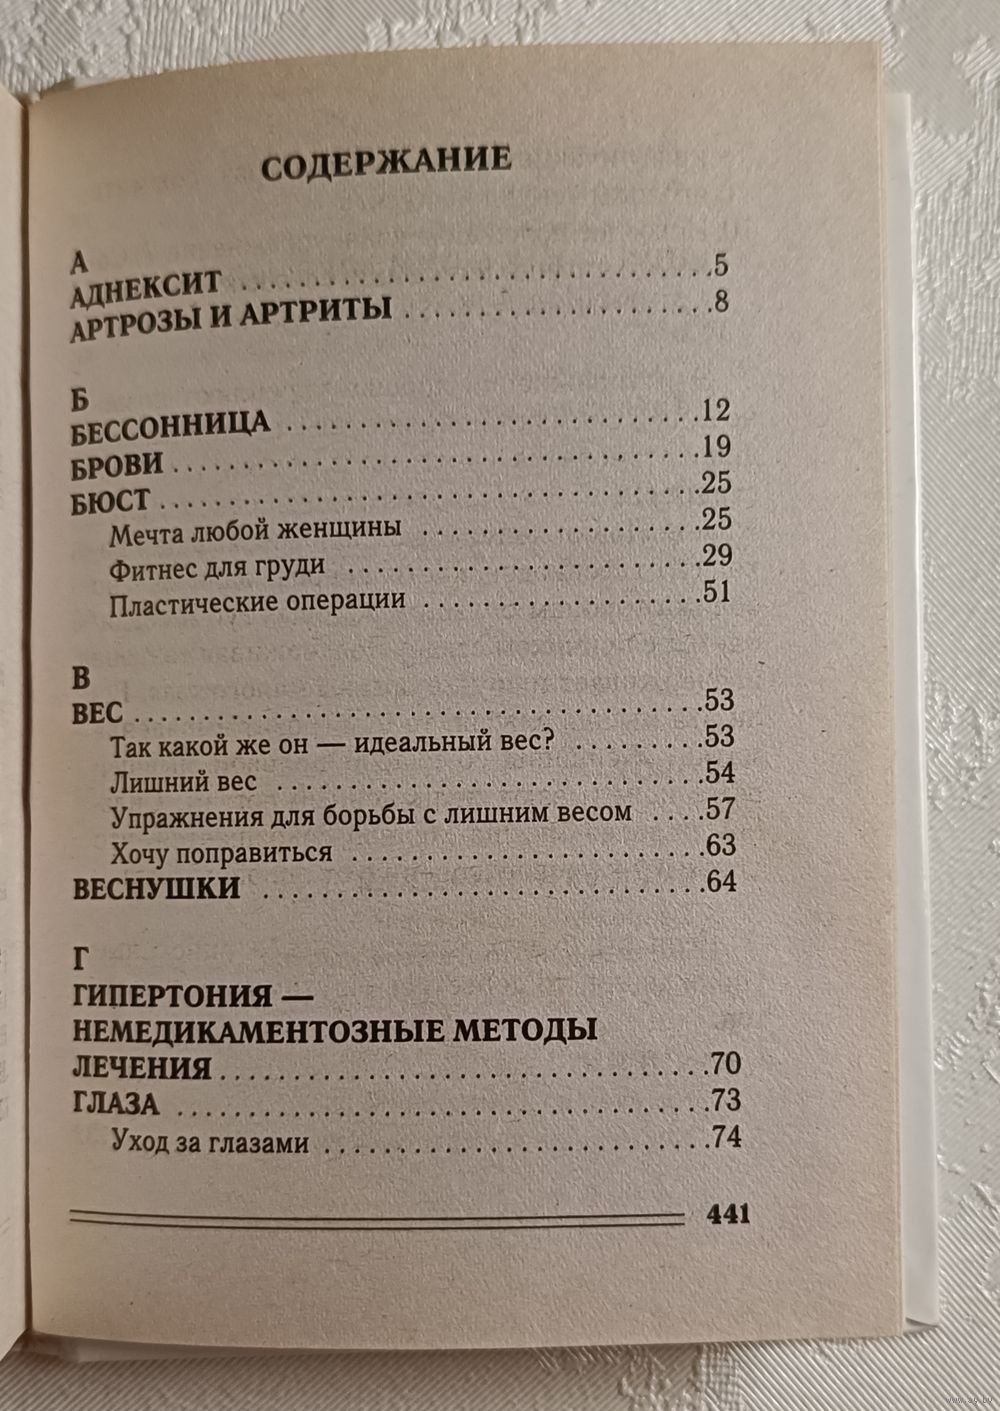 СОДЕРЖАНИЕ
А
АДНЕКСИТ . . . . . . . . . . . . . . . . . . . . . . . . . . . .5
АРТРОЗЫ И АРТРИТЫ . . . . . . . . . . . . . . . . . .8
Б
БЕССОННИЦА . . . . . . . . . . . . . . . . . . . . . . . .12
БРОВИ . . . . . . . . . . . . . . . . . . . . . . . . . . . . . . .19
БЮСТ . . . . . . . . . . . . . . . . . . . . . . . . . . . . . . . .25
Мечта любой женщины . . . . . . . . . . . . . . . .25
Фитнес для груди . . . . . . . . . . . . . . . . . . . . .29
Пластические операции . . . . . . . . . . . . . . . .51
В
ВЕС . . . . . . . . . . . . . . . . . . . . . . . . . . . . . . . . . .53
Так какой же он — идеальный вес? . . . . . . . .53
Лишний вес . . . . . . . . . . . . . . . . . . . . . . . . . .54
Упражнения для борьбы с лишним весом . . . .57
Хочу поправиться . . . . . . . . . . . . . . . . . . . . .63
ВЕСНУШКИ . . . . . . . . . . . . . . . . . . . . . . . . . .64
Г
ГИПЕРТОНИЯ —
НЕМЕДИКАМЕНТОЗНЫЕ МЕТОДЫ
ЛЕЧЕНИЯ . . . . . . . . . . . . . . . . . . . . . . . . . . . . .70
ГЛАЗА . . . . . . . . . . . . . . . . . . . . . . . . . . . . . . .73
Уход за глазами . . . . . . . . . . . . . . . . . . . . . . .74
441